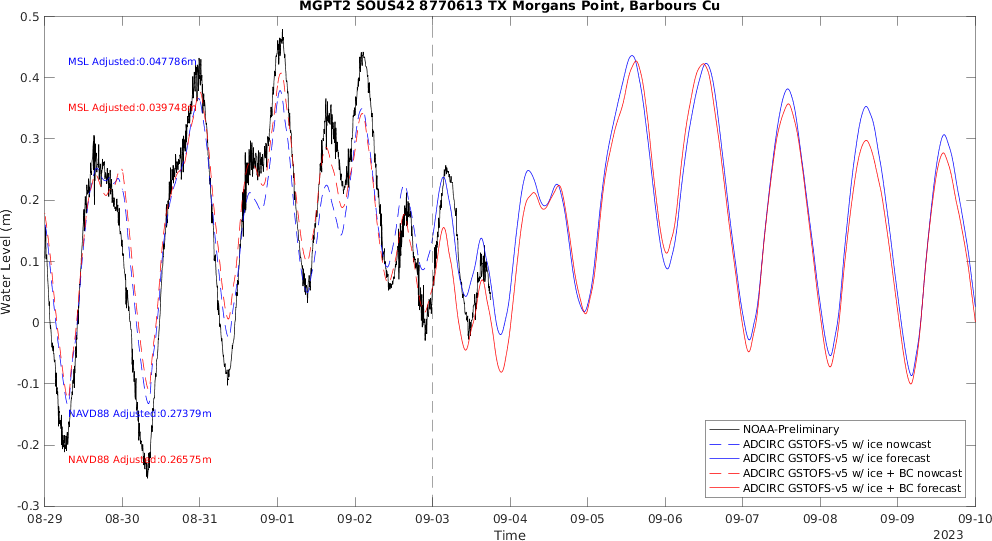 MGPT2 SOUS42 8770613 TX Morgans Point, Barbours Cu
0.5
0.4
0.3
0.2
0.1
0
-0.1
-0.2
-0.3
Water Level (m)
MSL Adjusted:0.047786m
MSL Adjusted:0.039748m
NAVD88 Adjusted:0.27379m
NAVD88 Adjusted:0.26575m
NOAA-Preliminary
ADCIRC GSTOFS-v5 w/ ice nowcast
ADCIRC GSTOFS-v5 w/ ice forecast
ADCIRC GSTOFS-v5 w/ ice + BC nowcast
ADCIRC GSTOFS-v5 w/ ice + BC forecast
08-29 08-30 08-31 09-01 09-02 09-03 09-04 09-05 09-06 09-07 09-08 09-09 09-10
Time
2023